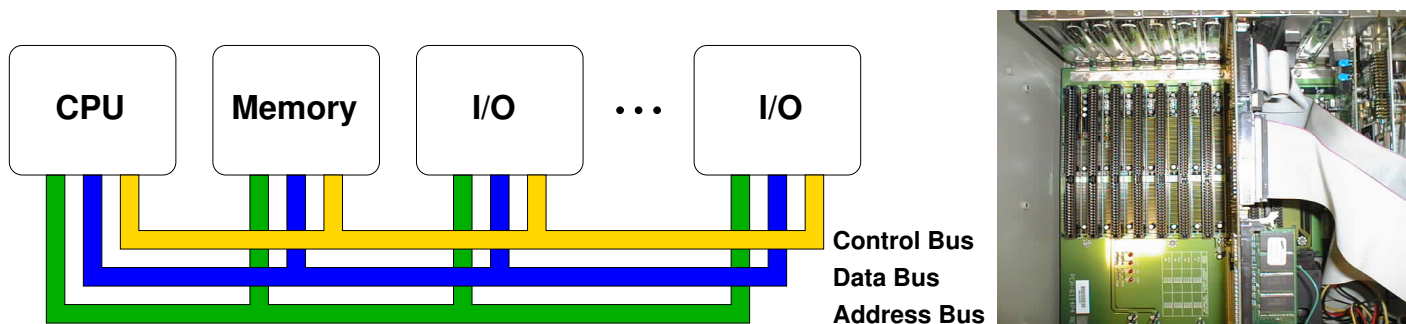 CPU
Memory
I/O
...
I/O
Control Bus
Data Bus
Address Bus